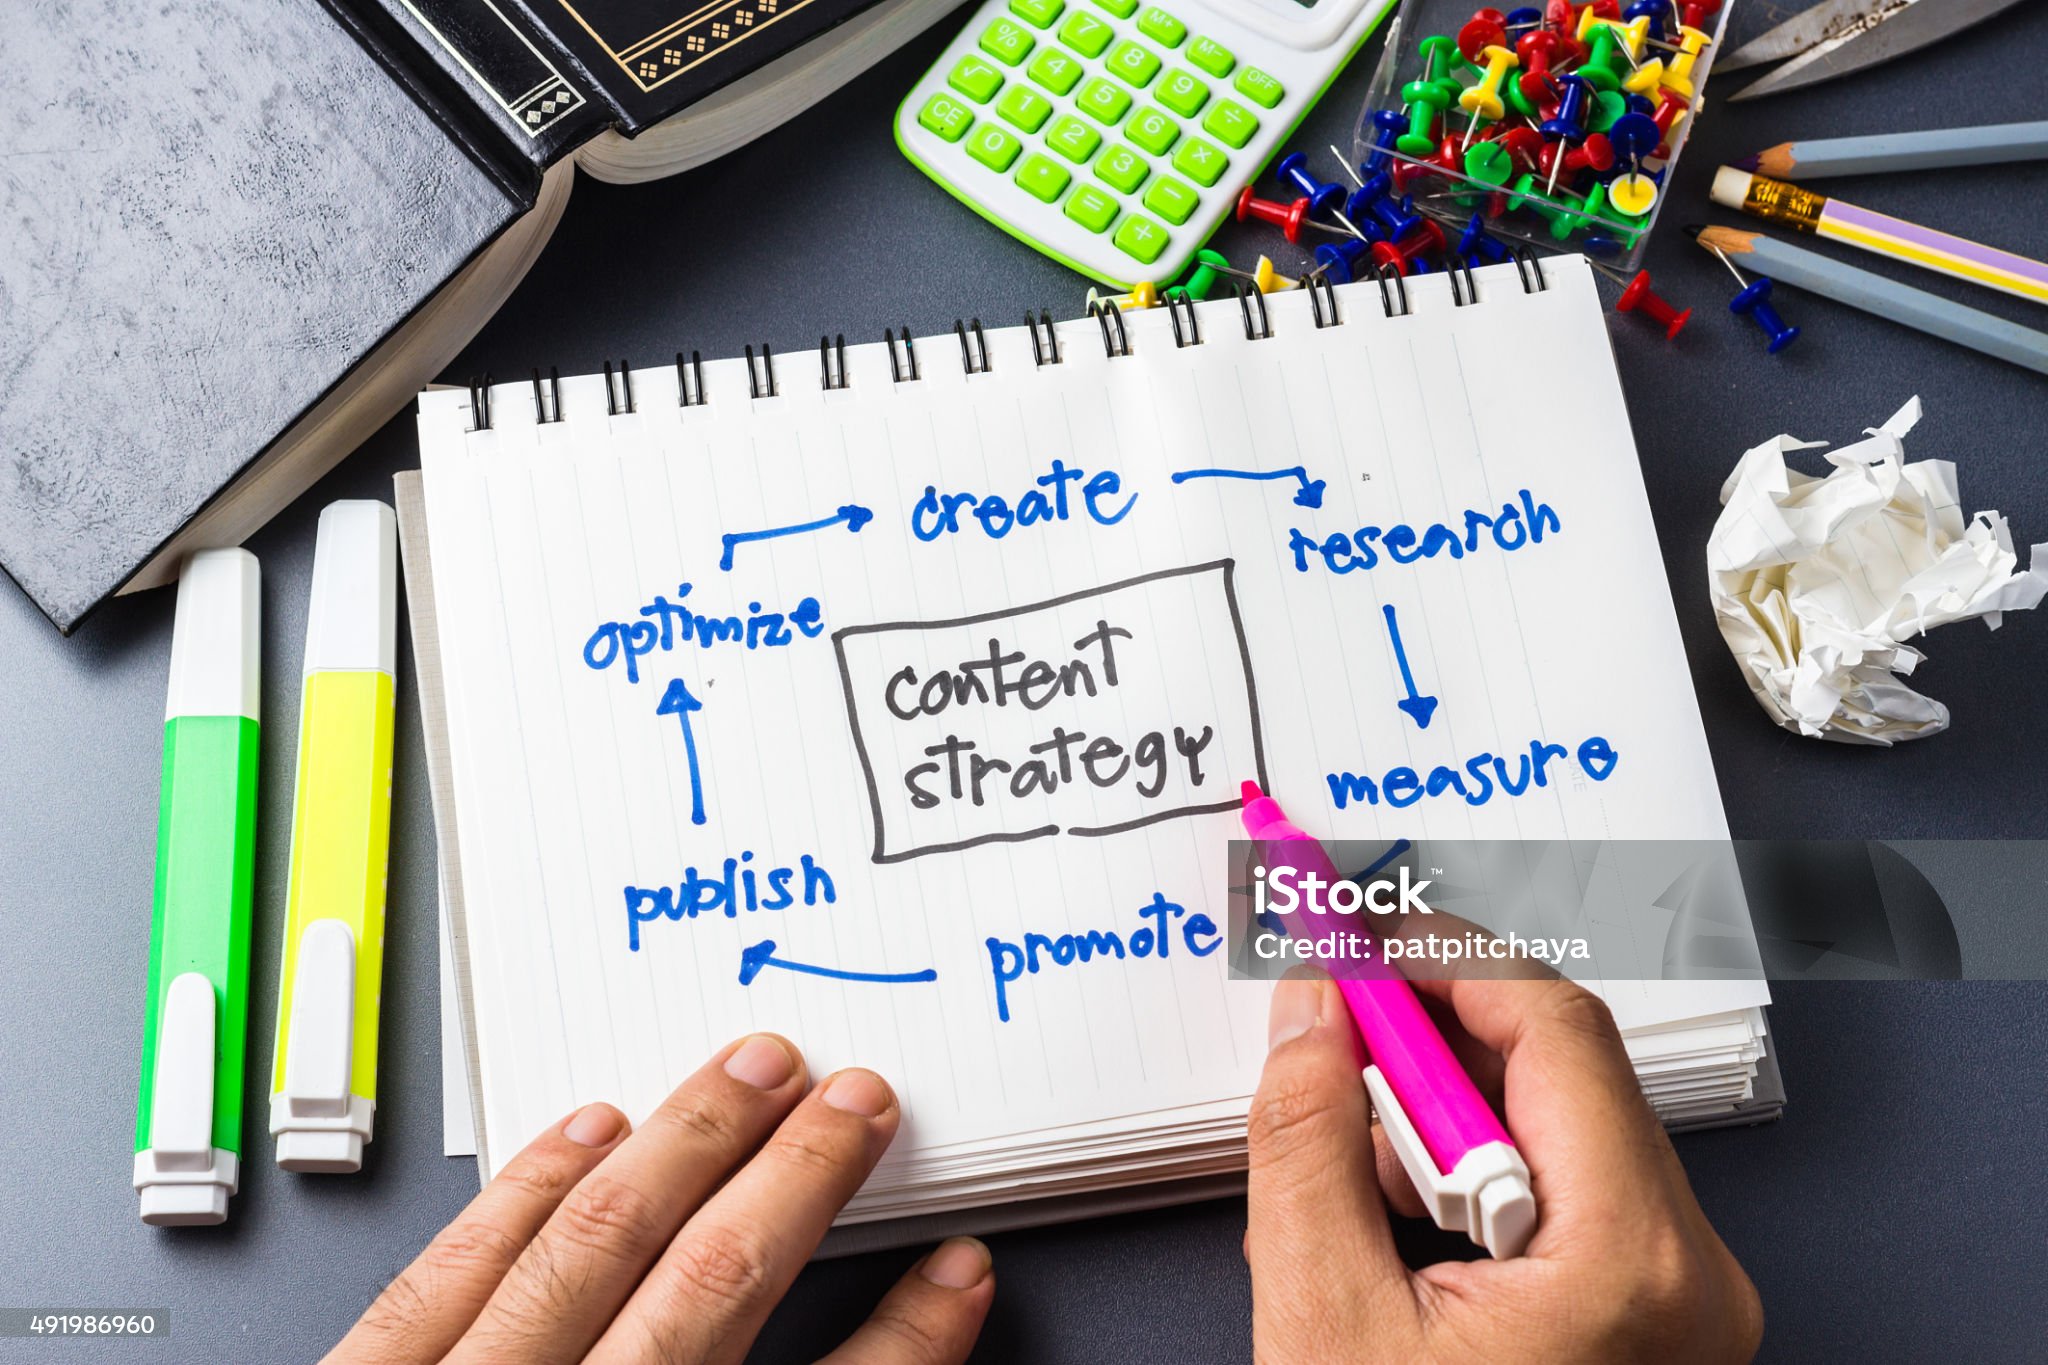 % 7 8 9 M+ M- OFF
√ 4 5 6 ÷
CE 1 2 3 ×
0 · = + −
create
research
optimize
content
strategy
measure
publish
promote
DATE
iStock™
Credit: patpitchaya
491986960